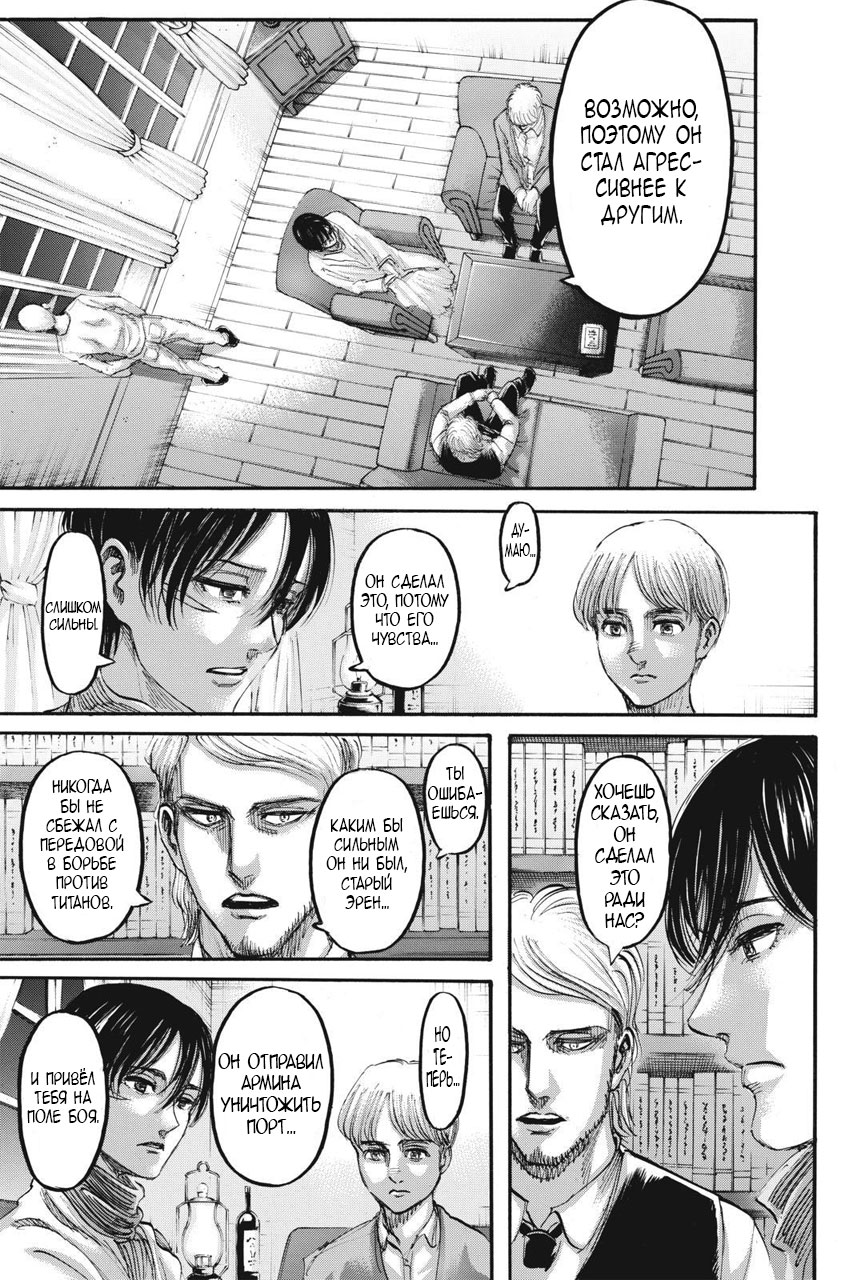 ВОЗМОЖНО,
ПОЭТОМУ ОН
СТАЛ АГРЕС-
СИВНЕЕ К
ДРУГИМ.
ДУ-
МАЮ...
ОН СДЕЛАЛ
ЭТО, ПОТОМУ
ЧТО ЕГО
ЧУВСТВА...
СЛИШКОМ
СИЛЬНЫ.
ХОЧЕШЬ
СКАЗАТЬ,
ОН
СДЕЛАЛ
ЭТО
РАДИ
НАС?
ТЫ
ОШИБА-
ЕШЬСЯ.
КАКИМ БЫ
СИЛЬНЫМ
ОН НИ БЫЛ,
СТАРЫЙ
ЭРЕН...
НИКОГДА
БЫ НЕ
СБЕЖАЛ С
ПЕРЕДОВОЙ
В БОРЬБЕ
ПРОТИВ
ТИТАНОВ.
НО
ТЕ-
ПЕРЬ...
ОН ОТПРАВИЛ
АРМИНА
УНИЧТОЖИТЬ
ПОРТ...
И ПРИВЁЛ
ТЕБЯ НА
ПОЛЕ БОЯ.